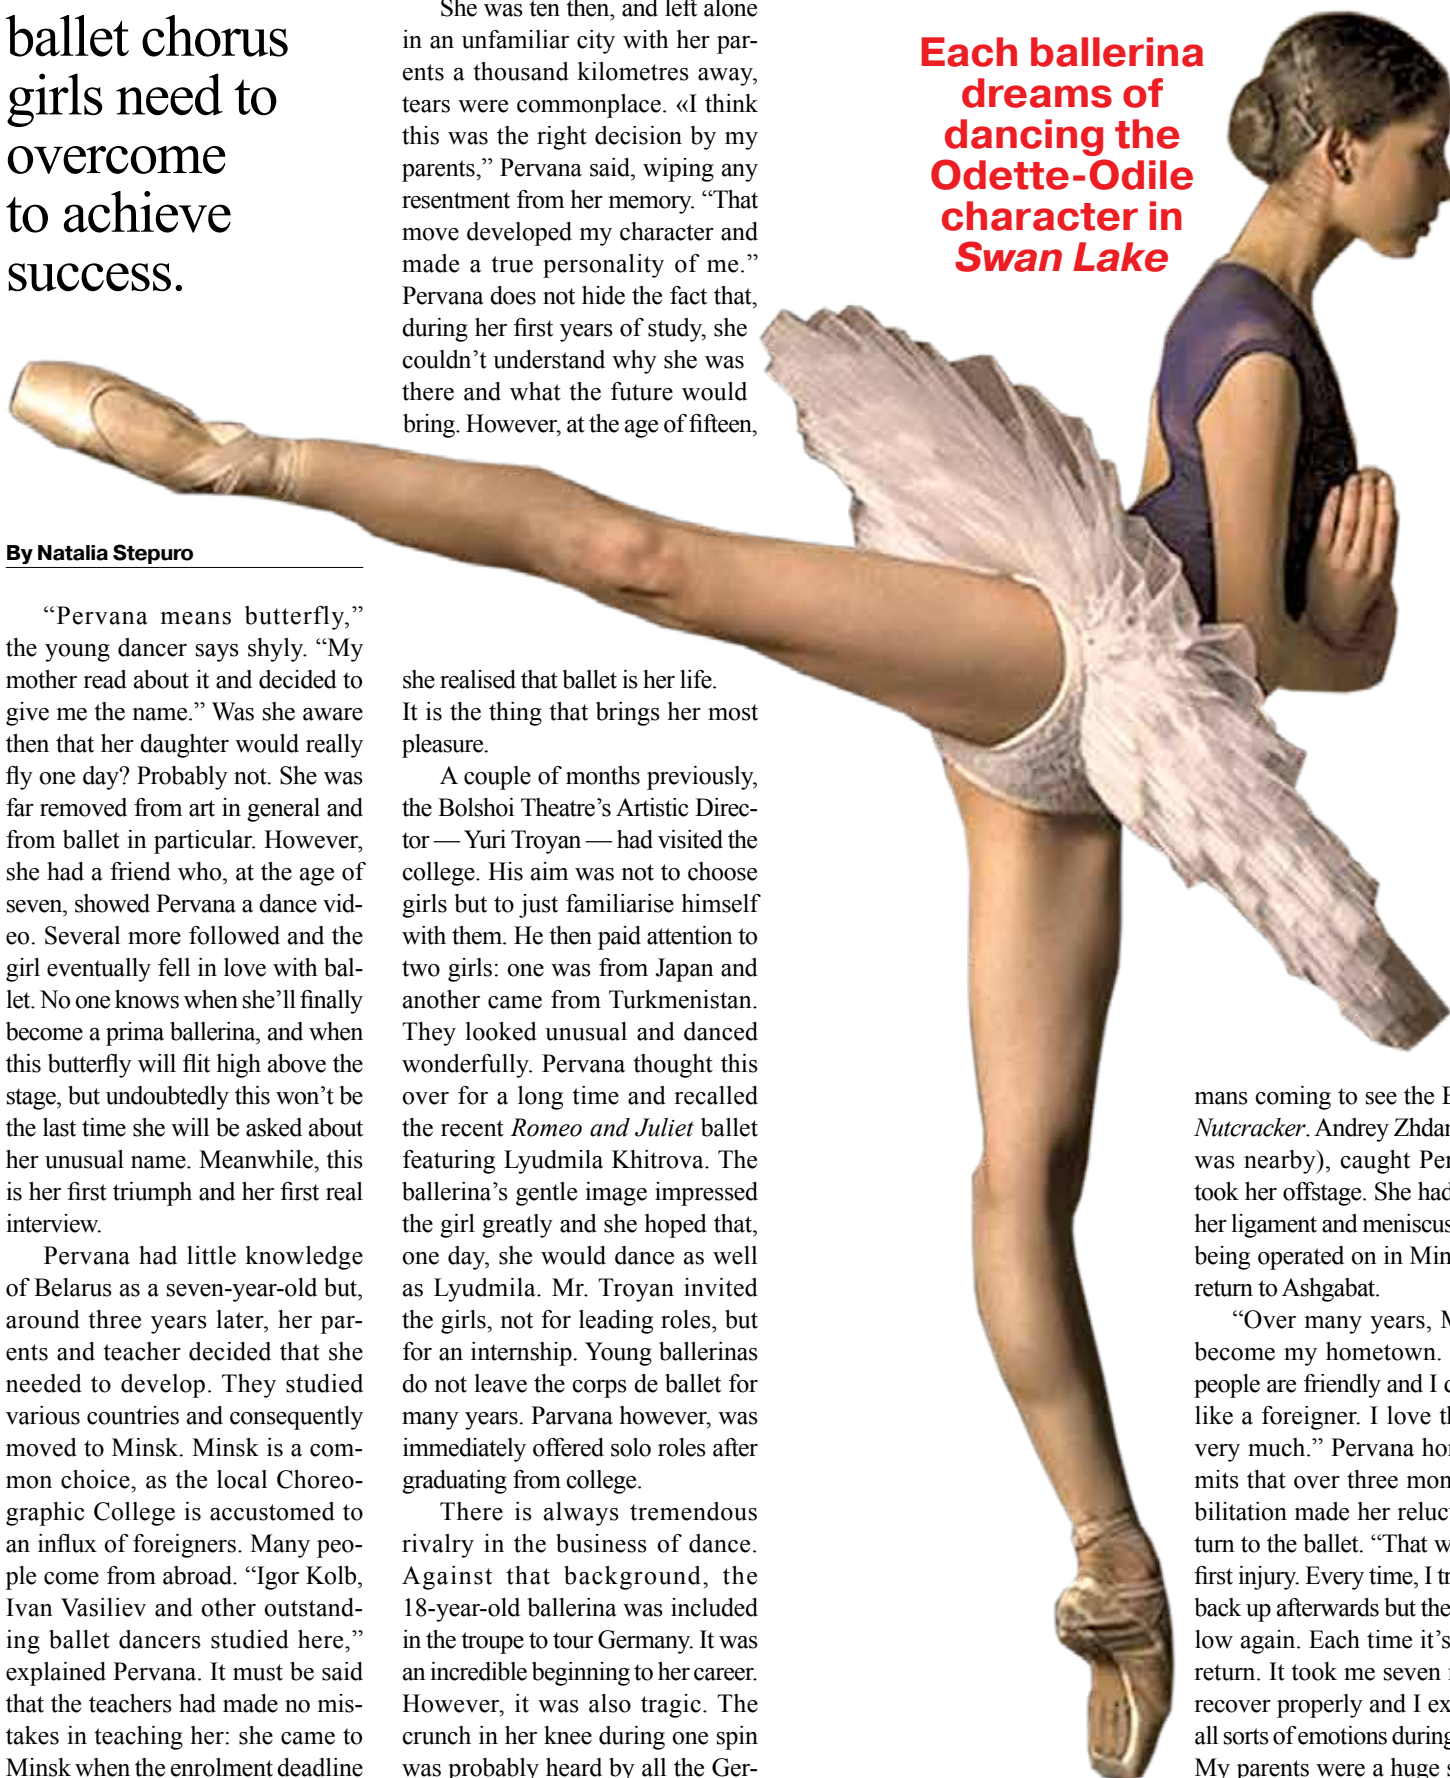 ballet chorus
girls need to
overcome
to achieve
success.
By Natalia Stepuro
“Pervana means butterfly,”
the young dancer says shyly. “My
mother read about it and decided to
give me the name.” Was she aware
then that her daughter would really
fly one day? Probably not. She was
far removed from art in general and
from ballet in particular. However,
she had a friend who, at the age of
seven, showed Pervana a dance vid-
eo. Several more followed and the
girl eventually fell in love with bal-
let. No one knows when she’ll finally
become a prima ballerina, and when
this butterfly will flit high above the
stage, but undoubtedly this won’t be
the last time she will be asked about
her unusual name. Meanwhile, this
is her first triumph and her first real
interview.
Pervana had little knowledge
of Belarus as a seven-year-old but,
around three years later, her par-
ents and teacher decided that she
needed to develop. They studied
various countries and consequently
moved to Minsk. Minsk is a com-
mon choice, as the local Choreo-
graphic College is accustomed to
an influx of foreigners. Many peo-
ple come from abroad. “Igor Kolb,
Ivan Vasiliev and other outstand-
ing ballet dancers studied here,”
explained Pervana. It must be said
that the teachers had made no mis-
takes in teaching her: she came to
Minsk when the enrolment deadline
She was ten then, and left alone
in an unfamiliar city with her par-
ents a thousand kilometres away,
tears were commonplace. «I think
this was the right decision by my
parents,” Pervana said, wiping any
resentment from her memory. “That
move developed my character and
made a true personality of me.”
Pervana does not hide the fact that,
during her first years of study, she
couldn’t understand why she was
there and what the future would
bring. However, at the age of fifteen,
she realised that ballet is her life.
It is the thing that brings her most
pleasure.
A couple of months previously,
the Bolshoi Theatre’s Artistic Direc-
tor — Yuri Troyan — had visited the
college. His aim was not to choose
girls but to just familiarise himself
with them. He then paid attention to
two girls: one was from Japan and
another came from Turkmenistan.
They looked unusual and danced
wonderfully. Pervana thought this
over for a long time and recalled
the recent Romeo and Juliet ballet
featuring Lyudmila Khitrova. The
ballerina’s gentle image impressed
the girl greatly and she hoped that,
one day, she would dance as well
as Lyudmila. Mr. Troyan invited
the girls, not for leading roles, but
for an internship. Young ballerinas
do not leave the corps de ballet for
many years. Parvana however, was
immediately offered solo roles after
graduating from college.
There is always tremendous
rivalry in the business of dance.
Against that background, the
18-year-old ballerina was included
in the troupe to tour Germany. It was
an incredible beginning to her career.
However, it was also tragic. The
crunch in her knee during one spin
was probably heard by all the Ger-
Each ballerina
dreams of
dancing the
Odette-Odile
character in
Swan Lake
mans coming to see the
Nutcracker. Andrey
was nearby), caught
took her offstage. She had
her ligament and meniscus
being operated on in
return to Ashgabat.
“Over many years,
become my hometown.
people are friendly and I
like a foreigner. I love
very much.” Pervana
mits that over three
bilitation made her
turn to the ballet. “That
first injury. Every time, I
back up afterwards but
low again. Each time it’s
return. It took me seven
recover properly and I
all sorts of emotions during
My parents were a huge